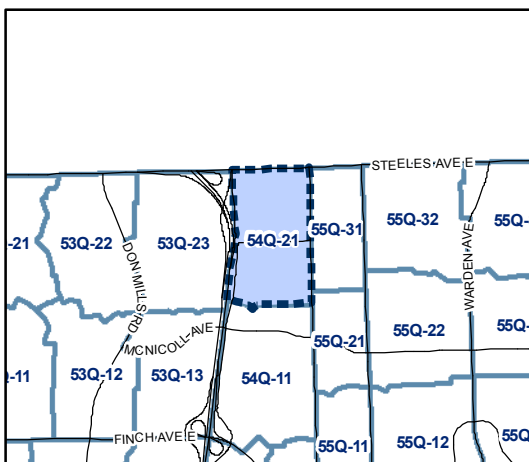 STEELES AVE E
53Q-22
53Q-23
54Q-21
55Q-31
55Q-32
55Q-
-21
DON MILLS RD
WARDEN AVE
MCNICOLL AVE
55Q-21
55Q-22
55Q-
-11
53Q-12
53Q-13
54Q-11
FINCH AVE E
55Q-11
55Q-12
55Q